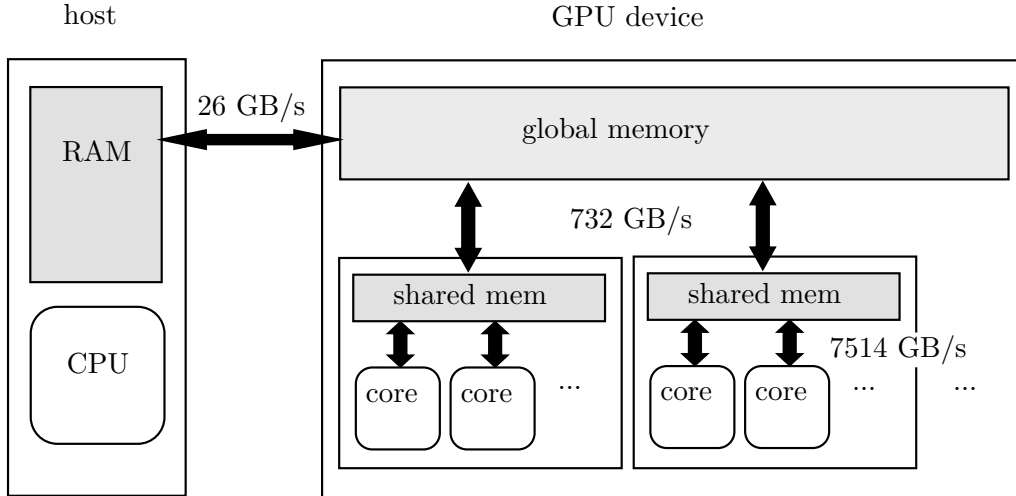 host
GPU device
26 GB/s
RAM
global memory
732 GB/s
shared mem
shared mem
CPU
7514 GB/s
core
core
...
core
core
...
...